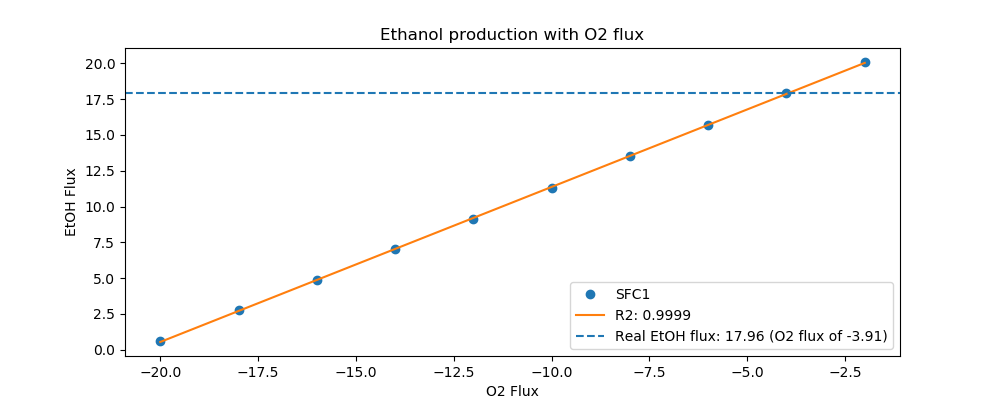 Ethanol production with O2 flux
EtOH Flux
20.0
17.5
15.0
12.5
10.0
7.5
5.0
2.5
0.0
SFC1
R2: 0.9999
Real EtOH flux: 17.96 (O2 flux of -3.91)
−20.0 −17.5 −15.0 −12.5 −10.0 −7.5 −5.0 −2.5
O2 Flux